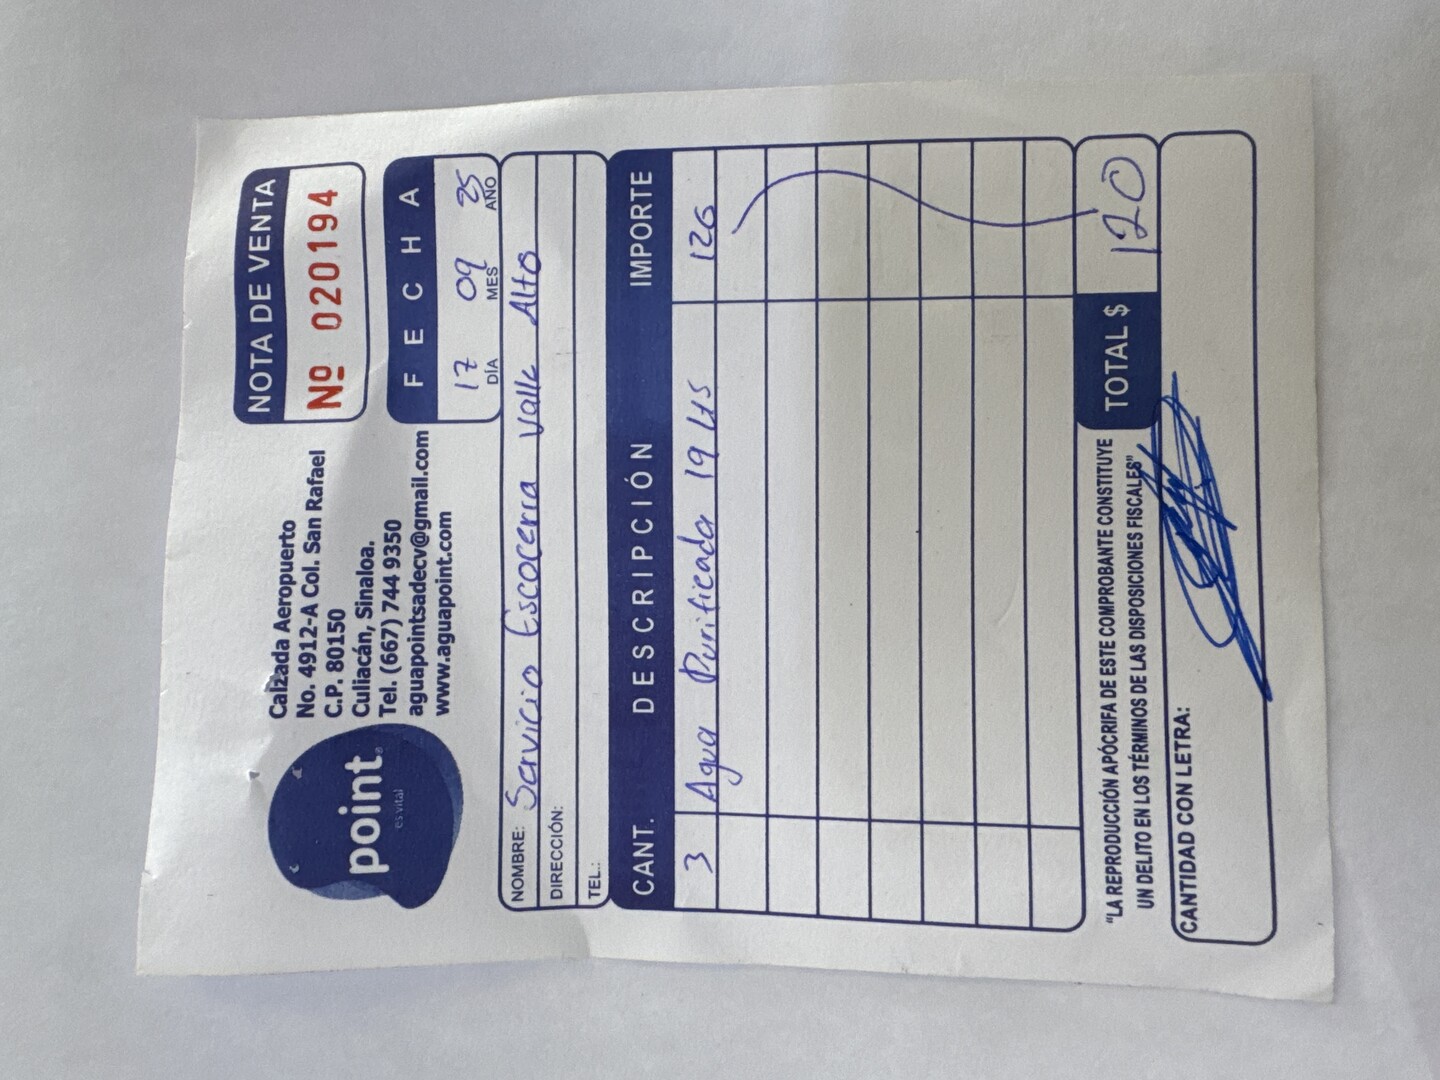 point
es vital
Calzada Aeropuerto
No. 4912-A Col. San Rafael
C.P. 80150
Culiacán, Sinaloa.
Tel. (667) 744 9350
aguapointsadecv@gmail.com
www.aguapoint.com
NOTA DE VENTA
Nº 020194
FECHA
17 09 25
DÍA MES AÑO
NOMBRE: Servicio Escocerra Valle Alto
DIRECCIÓN:
TEL.:
CANT. DESCRIPCIÓN IMPORTE
3 Agua Purificada 19 Lts 120
"LA REPRODUCCIÓN APÓCRIFA DE ESTE COMPROBANTE CONSTITUYE
UN DELITO EN LOS TÉRMINOS DE LAS DISPOSICIONES FISCALES"
TOTAL $ 120
CANTIDAD CON LETRA: